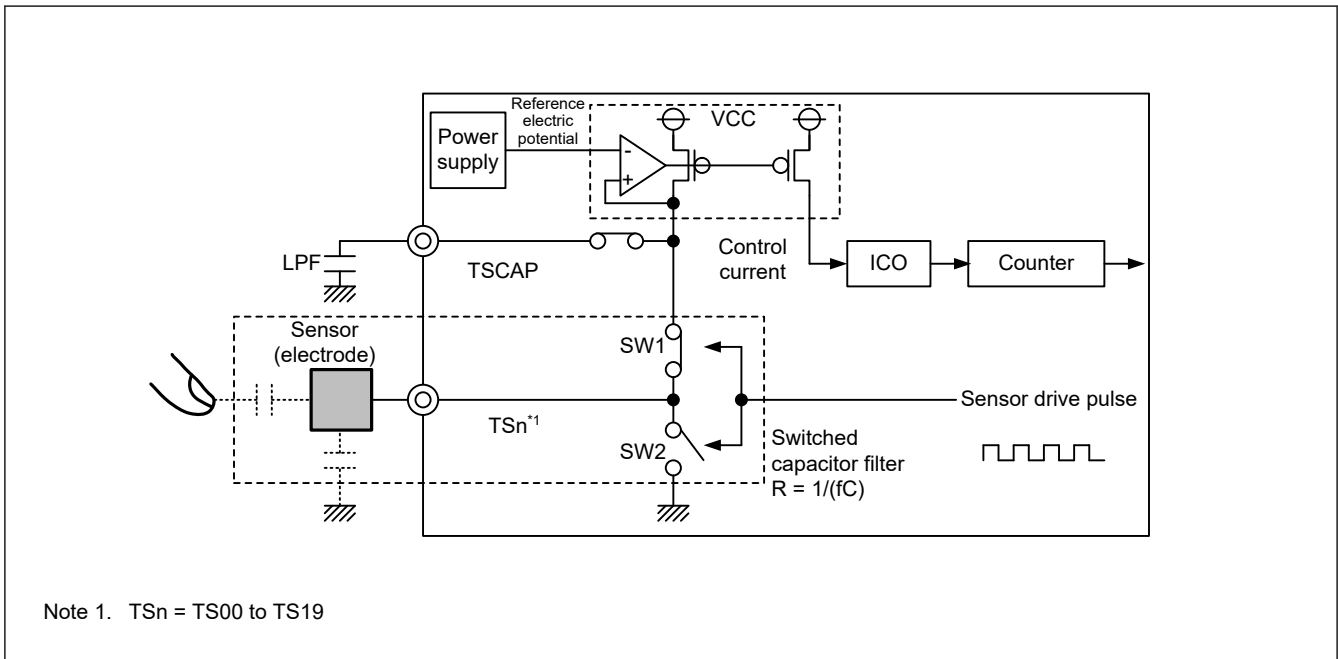 Reference
electric
potential
VCC
Power
supply
-
+
LPF
TSCAP
Control
current
ICO
Counter
Sensor
(electrode)
SW1
TSn*1
SW2
Sensor drive pulse
Switched
capacitor filter
R = 1/(fC)
Note 1. TSn = TS00 to TS19